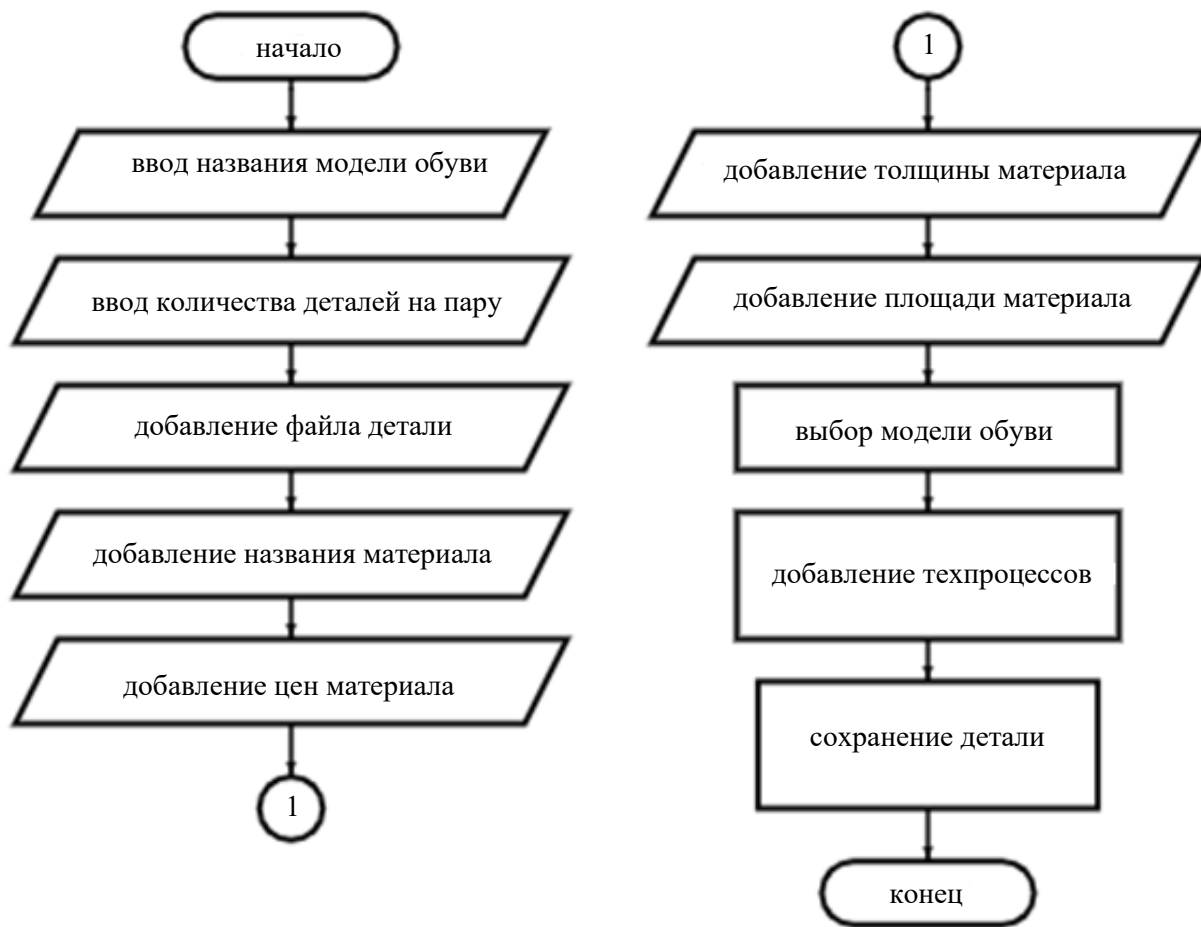 начало
ввод названия модели обуви
ввод количества деталей на пару
добавление файла детали
добавление названия материала
добавление цен материала
1
1
добавление толщины материала
добавление площади материала
выбор модели обуви
добавление техпроцессов
сохранение детали
конец